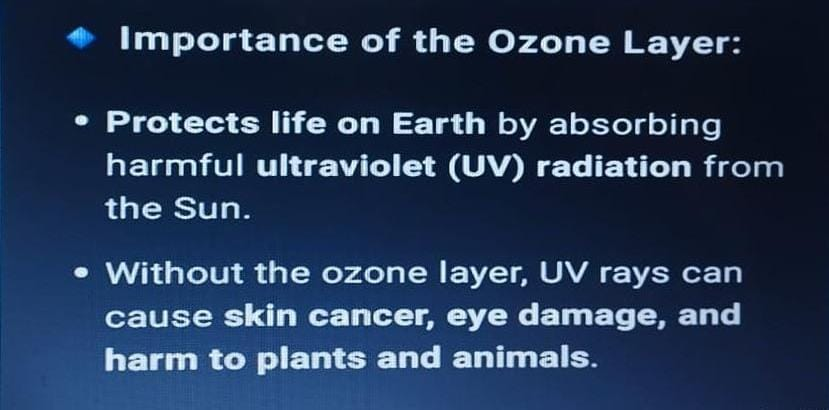 Importance of the Ozone Layer:
• Protects life on Earth by absorbing
harmful ultraviolet (UV) radiation from
the Sun.
• Without the ozone layer, UV rays can
cause skin cancer, eye damage, and
harm to plants and animals.